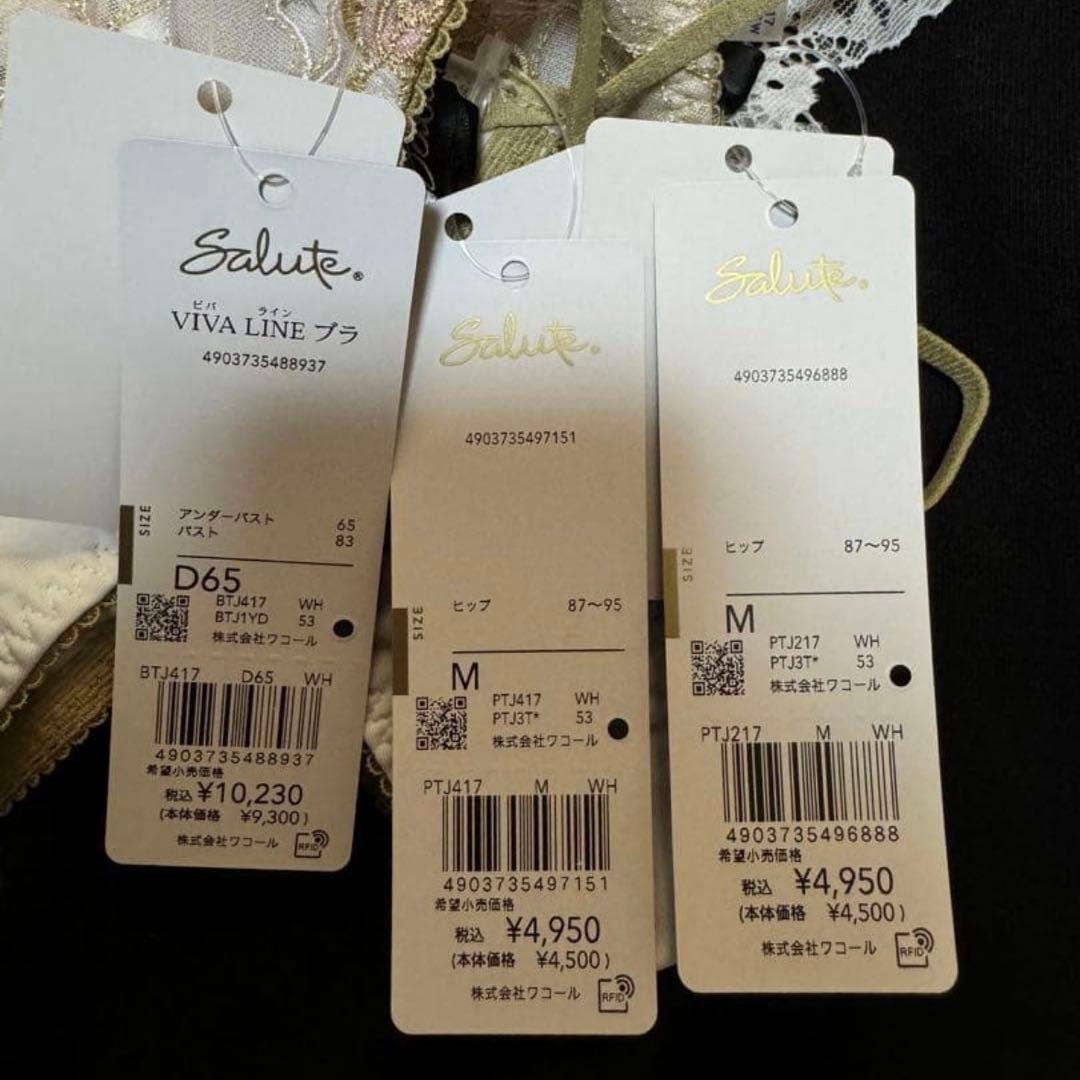 Salute®
ビバ ライン
VIVA LINE ブラ
4903735488937
SIZE
アンダーバスト 65
バスト 83
D65
BTJ417 WH
BTJ1YD 53
株式会社ワコール
BTJ417 D65 WH
4903735488937
希望小売価格
税込 ¥10,230
(本体価格 ¥9,300)
株式会社ワコール
RFID
Salute®
4903735497151
SIZE
ヒップ 87〜95
M
PTJ417 WH
PTJ3T* 53
株式会社ワコール
PTJ417 M WH
4903735497151
希望小売価格
税込 ¥4,950
(本体価格 ¥4,500)
株式会社ワコール
RFID
Salute®
4903735496888
SIZE
ヒップ 87〜95
M
PTJ217 WH
PTJ3T* 53
株式会社ワコール
PTJ217 M WH
4903735496888
希望小売価格
税込 ¥4,950
(本体価格 ¥4,500)
株式会社ワコール
RFID